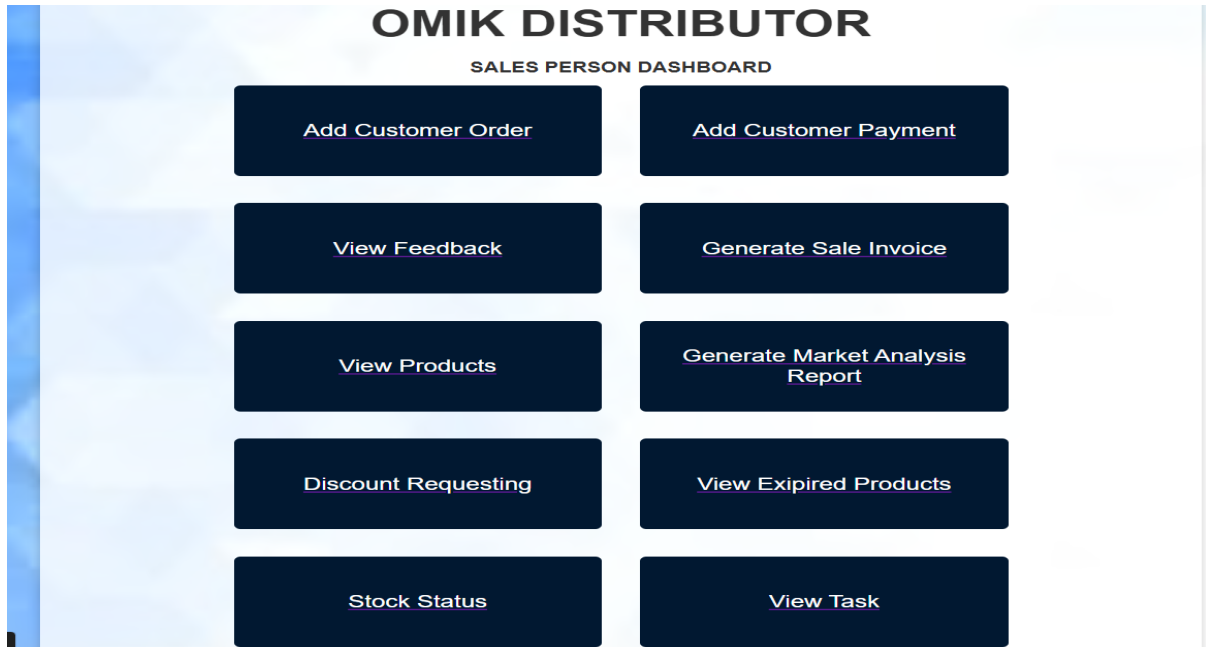 OMIK DISTRIBUTOR
SALES PERSON DASHBOARD
Add Customer Order
Add Customer Payment
View Feedback
Generate Sale Invoice
View Products
Generate Market Analysis
Report
Discount Requesting
View Exipired Products
Stock Status
View Task